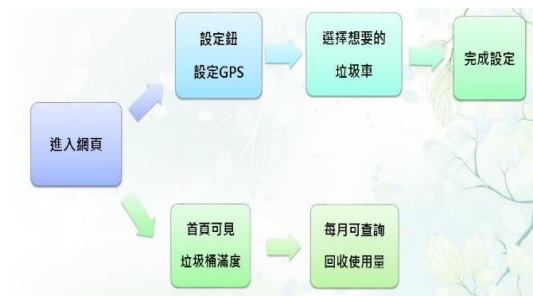 設定鈕
設定GPS
選擇想要的
垃圾車
完成設定
進入網頁
首頁可見
垃圾桶滿度
每月可查詢
回收使用量